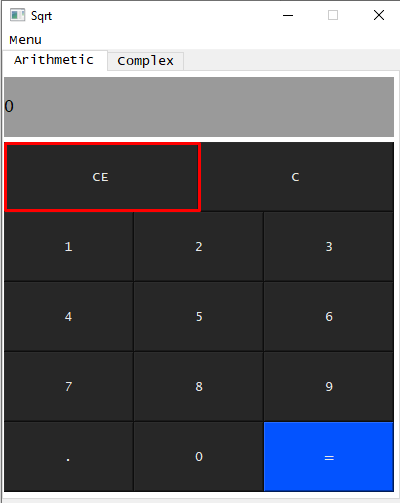 Sqrt
Menu
Arithmetic Complex
0
CE C
1 2 3
4 5 6
7 8 9
. 0 =